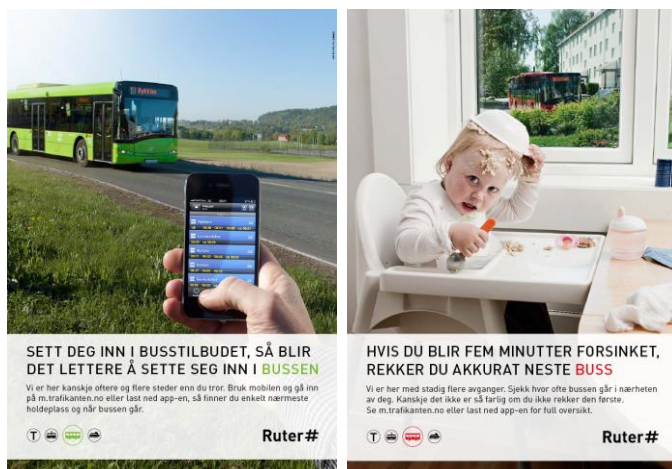 SETT DEG INN I BUSSTILBUDET, SÅ BLIR
DET LETTERE Å SETTE SEG INN I BUSSEN
Vi er her kanskje oftere og flere steder enn du tror. Bruk mobilen og gå inn
på m.trafikanten.no eller last ned app-en, så finner du enkelt nærmeste
holdeplass og når bussen går.
T
Ruter#
HVIS DU BLIR FEM MINUTTER FORSINKET,
REKKER DU AKKURAT NESTE BUSS
Vi er her med stadig flere avganger. Sjekk hvor ofte bussen går i nærheten
av deg. Kanskje det ikke er så farlig om du ikke rekker den første.
Se m.trafikanten.no eller last ned app-en for full oversikt.
T
Ruter#